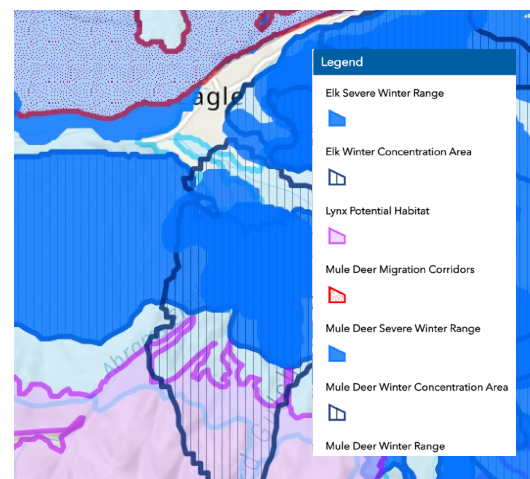 agle
Legend
Elk Severe Winter Range
Elk Winter Concentration Area
Lynx Potential Habitat
Mule Deer Migration Corridors
Mule Deer Severe Winter Range
Mule Deer Winter Concentration Area
Mule Deer Winter Range